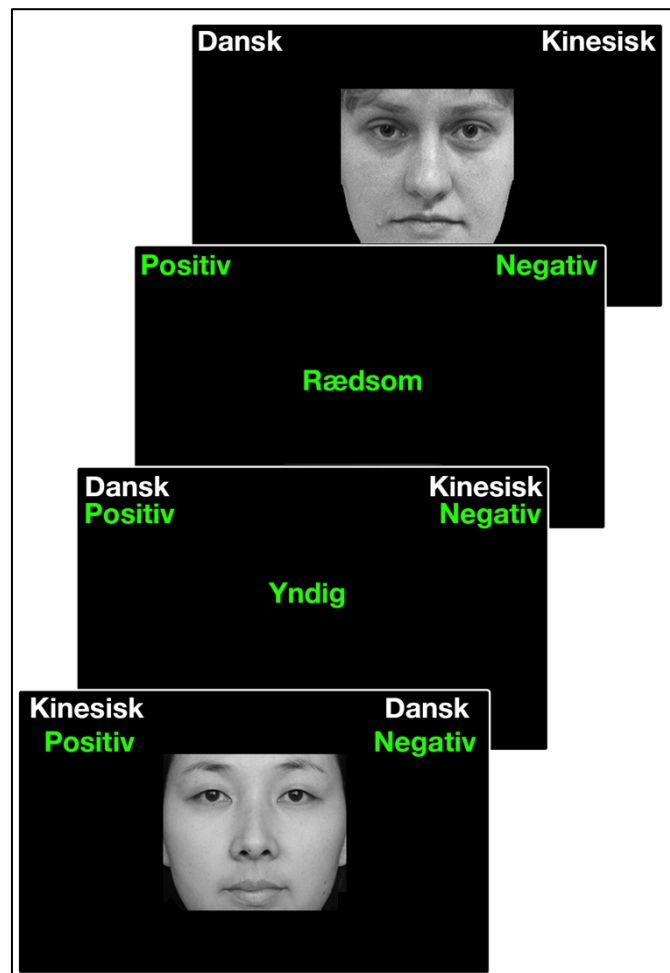 Dansk Kinesisk
Positiv Negativ
Rædsom
Dansk Kinesisk
Positiv Negativ
Yndig
Kinesisk Dansk
Positiv Negativ